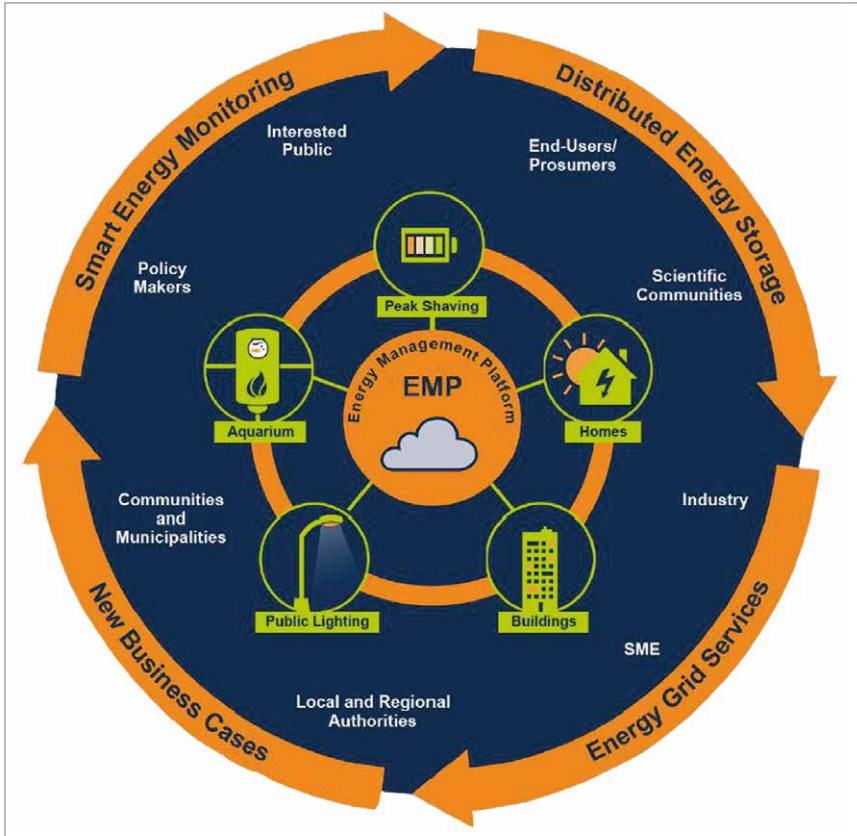 Smart Energy Monitoring
Distributed Energy Storage
Interested
Public
End-Users/
Prosumers
Policy
Makers
Scientific
Communities
Peak Shaving
Energy Management Platform
EMP
Aquarium
Homes
Communities
and
Municipalities
Industry
Public Lighting
Buildings
SME
Local and Regional
Authorities
New Business Cases
Energy Grid Services